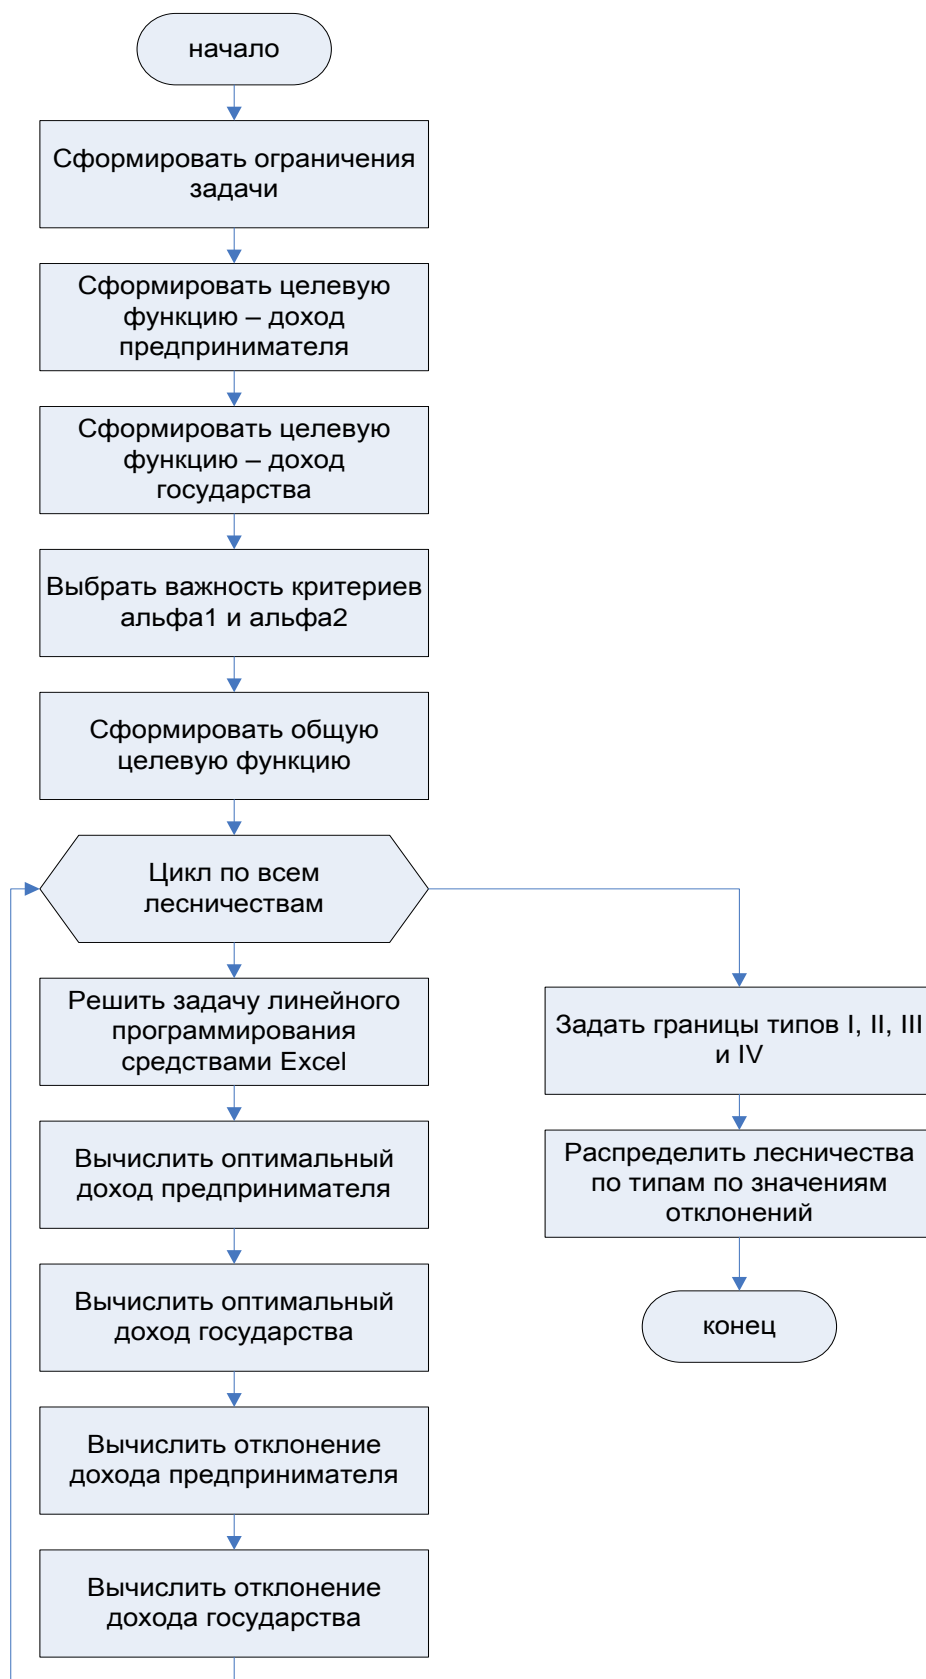 начало
Сформировать ограничения
задачи
Сформировать целевую
функцию – доход
предпринимателя
Сформировать целевую
функцию – доход
государства
Выбрать важность критериев
альфа1 и альфа2
Сформировать общую
целевую функцию
Цикл по всем
лесничествам
Решить задачу линейного
программирования
средствами Excel
Вычислить оптимальный
доход предпринимателя
Вычислить оптимальный
доход государства
Вычислить отклонение
дохода предпринимателя
Вычислить отклонение
дохода государства
Задать границы типов I, II, III
и IV
Распределить лесничества
по типам по значениям
отклонений
конец